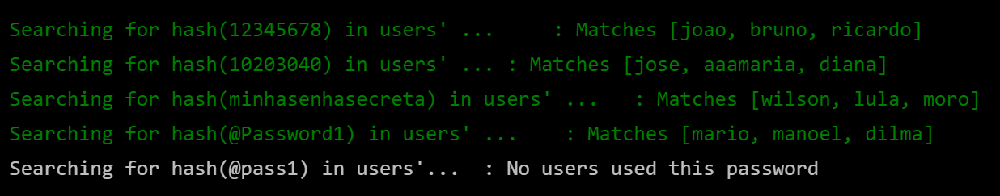 Searching for hash(12345678) in users' ...     : Matches [joao, bruno, ricardo]
Searching for hash(10203040) in users' ... : Matches [jose, aaamaria, diana]
Searching for hash(minhasenhasecreta) in users' ...   : Matches [wilson, lula, moro]
Searching for hash(@Password1) in users' ...    : Matches [mario, manoel, dilma]
Searching for hash(@pass1) in users'...  : No users used this password